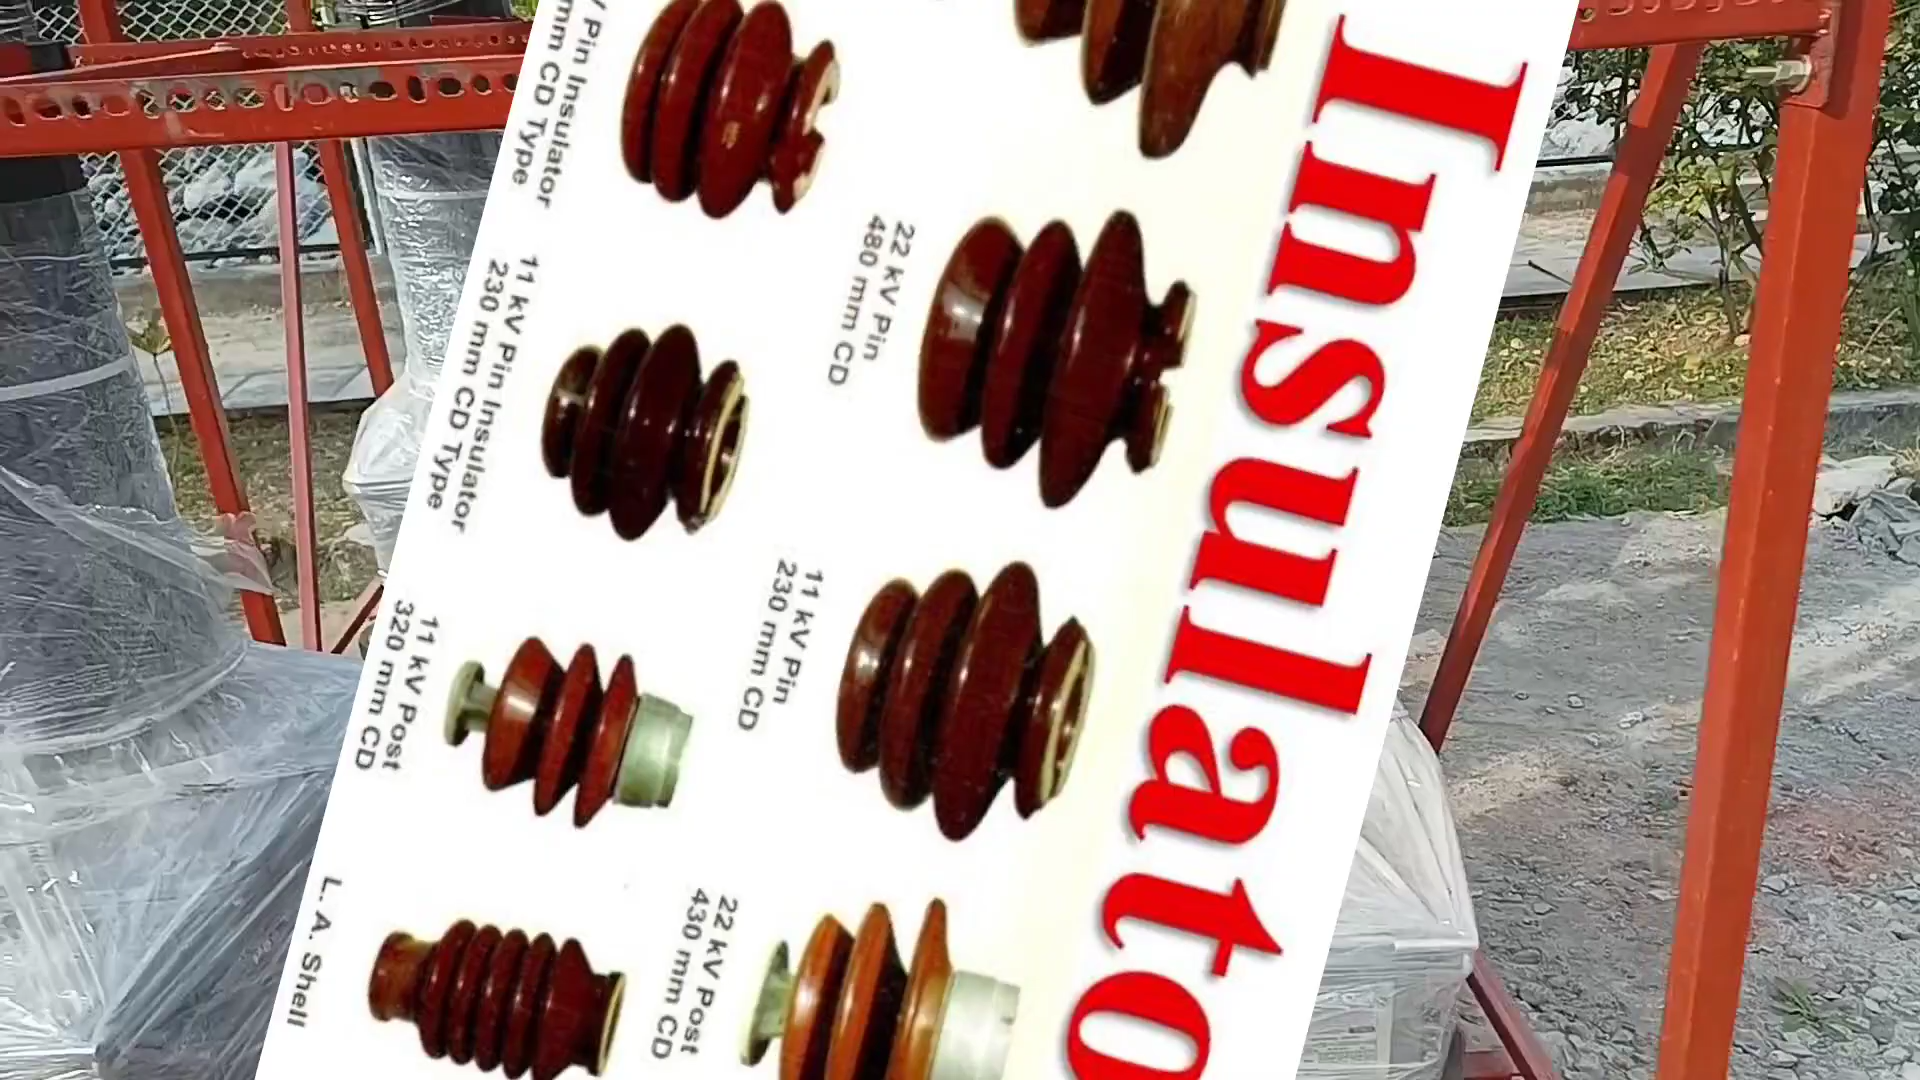 Insulato
22 kV Pin
480 mm CD
11 kV Pin
230 mm CD
22 kV Post
430 mm CD
Pin Insulator
mm CD Type
11 kV Pin Insulator
230 mm CD Type
11 kV Post
320 mm CD
L. A. Shell